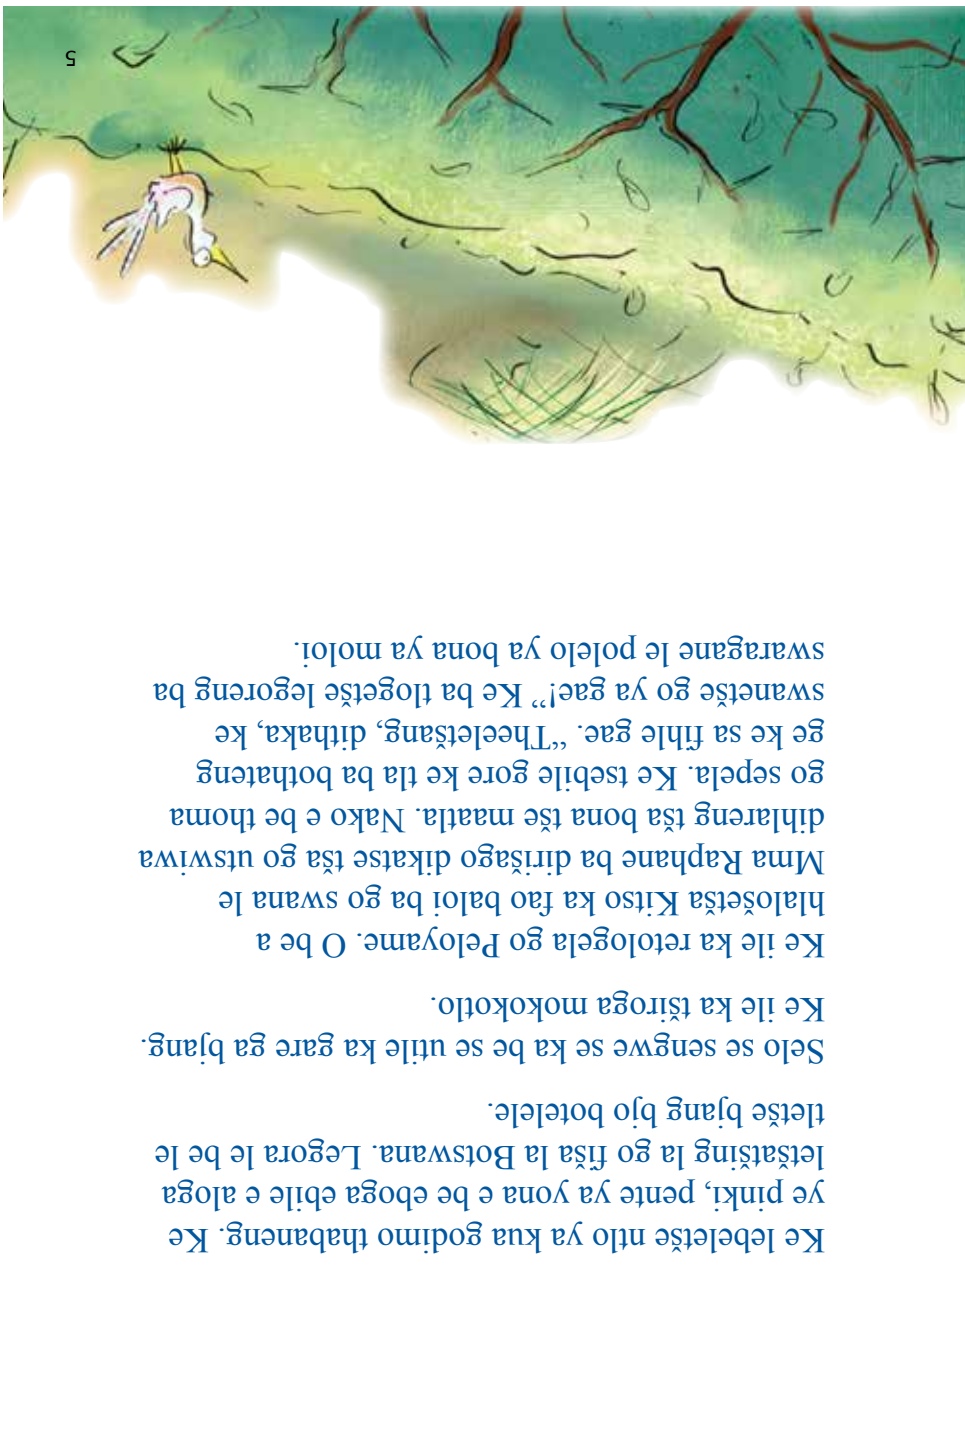 Ke lebeletše ntlo ya kua godimo thabaneng. Ke
ye pinki, pente ya yona e be eboga ebile e aloga
letšatšing la go fiša la Botswana. Legora le be le
tletše bjang bjo botelele.
Selo se sengwe se ka be se utile ka gare ga bjang.
Ke ile ka tširoga mokokotlo.
Ke ile ka retologela go Peloyame. O be a
hlalošetša Kitso ka fao baloi ba go swana le
Mma Raphane ba dirišago dikatse tša go utswiwa
dihlareng tša bona tše maatla. Nako e be thoma
go sepela. Ke tsebile gore ke tla ba bothateng
ge ke sa fihle gae. “Theeletšang, dithaka, ke
swanetše go ya gae!” Ke ba tlogetše legoreng ba
swaragane le polelo ya bona ya moloi.
5